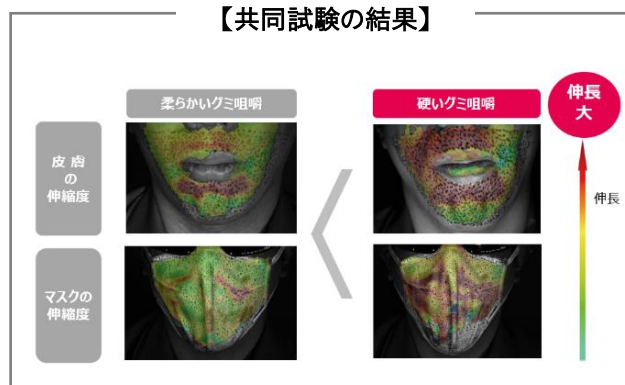 【共同試験の結果】
柔らかいグミ咀嚼
硬いグミ咀嚼
伸長
大
皮 膚
の
伸縮度
伸長
マスクの
伸縮度